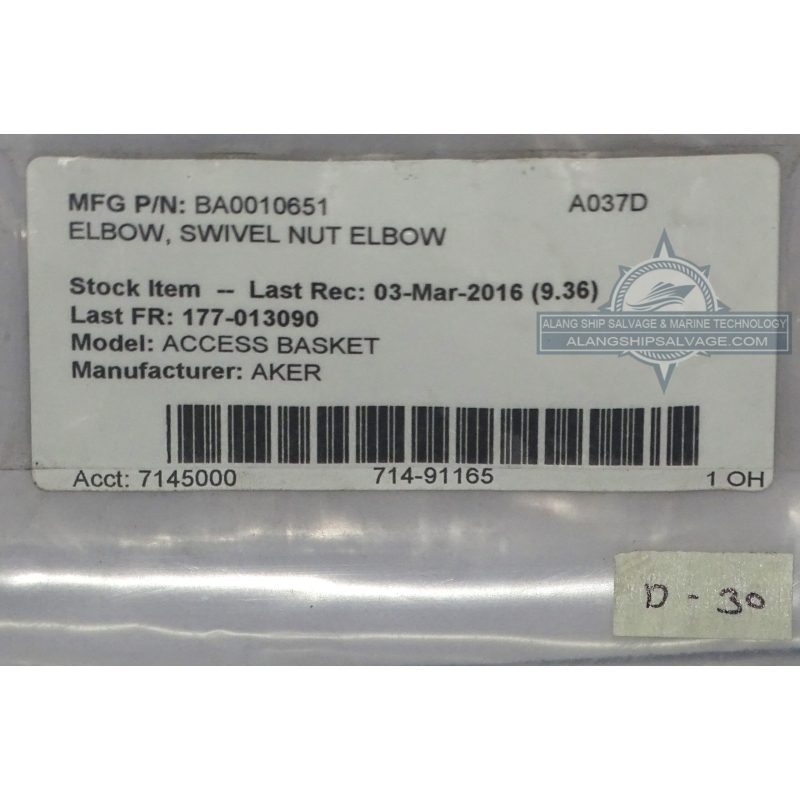 MFG P/N: BA0010651 A037D
ELBOW, SWIVEL NUT ELBOW
Stock Item -- Last Rec: 03-Mar-2016 (9.36)
Last FR: 177-013090
Model: ACCESS BASKET
Manufacturer: AKER
ALANG SHIP SALVAGE & MARINE TECHNOLOGY
ALANGSHIPSALVAGE.COM
Acct: 7145000 714-91165 1 OH
D - 30